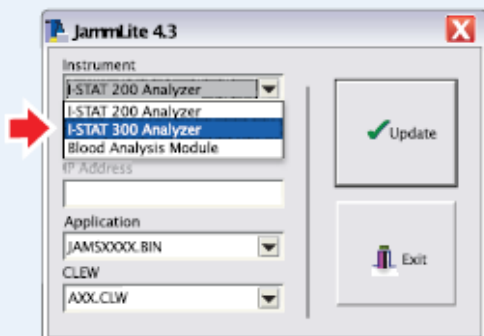 JammLite 4.3
Instrument
I-STAT 200 Analyzer
I-STAT 200 Analyzer
I-STAT 300 Analyzer
Blood Analysis Module
IP Address
Application
JAMSXXXX.BIN
CLEW
AXX.CLW
Update
Exit